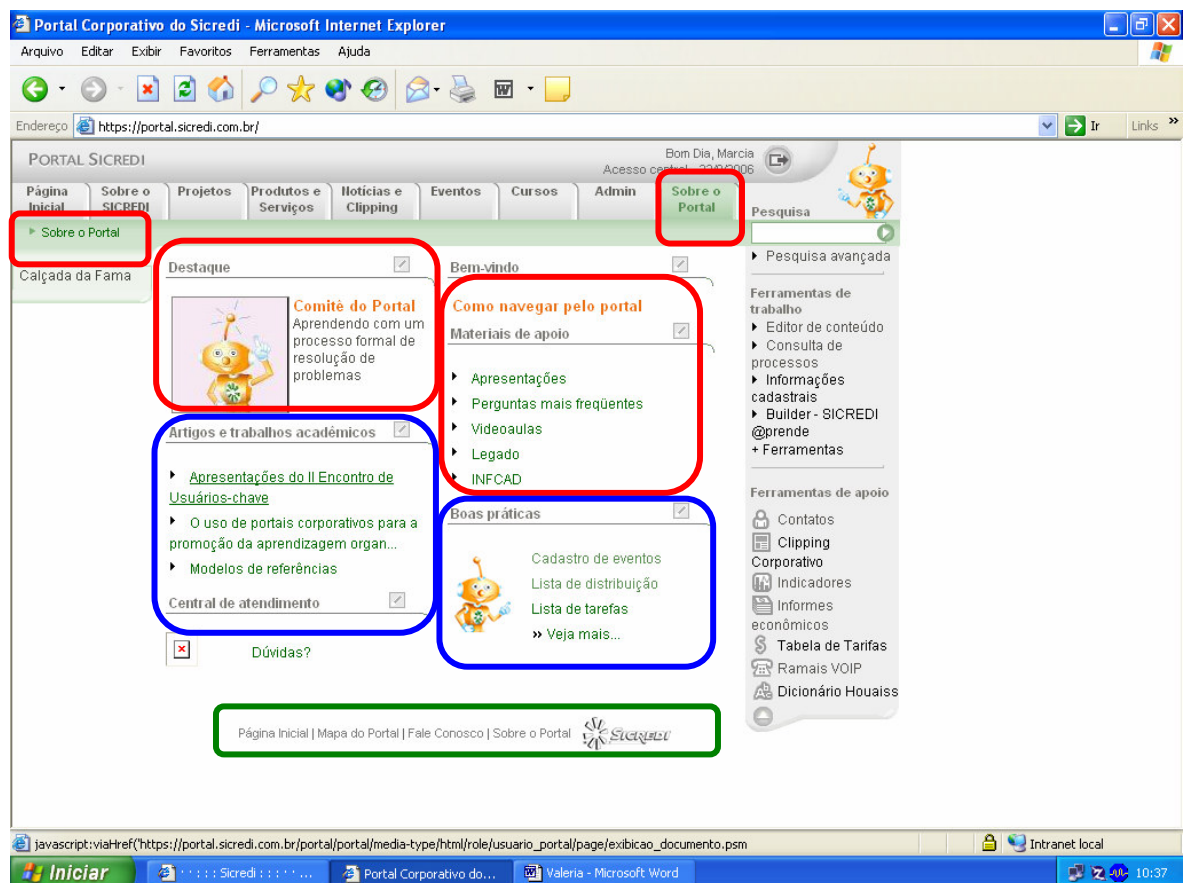 Portal Corporativo do Sicredi - Microsoft Internet Explorer
Arquivo Editar Exibir Favoritos Ferramentas Ajuda
Endereço https://portal.sicredi.com.br/ Ir Links »
PORTAL SICREDI
Bom Dia, Marcia
Acesso
Página Inicial
Sobre o SICREDI
Projetos
Produtos e Serviços
Notícias e Clipping
Eventos
Cursos
Admin
Sobre o Portal
Sobre o Portal
Calçada da Fama
Destaque
Comitê do Portal
Aprendendo com um
processo formal de
resolução de
problemas
Artigos e trabalhos acadêmicos
Apresentações do II Encontro de
Usuários-chave
O uso de portais corporativos para a
promoção da aprendizagem organ...
Modelos de referências
Central de atendimento
Dúvidas?
Bem-vindo
Como navegar pelo portal
Materiais de apoio
Apresentações
Perguntas mais freqüentes
Videoaulas
Legado
INFCAD
Boas práticas
Cadastro de eventos
Lista de distribuição
Lista de tarefas
» Veja mais...
Pesquisa
Pesquisa avançada
Ferramentas de
trabalho
Editor de conteúdo
Consulta de
processos
Informações
cadastrais
Builder - SICREDI
@prende
+ Ferramentas
Ferramentas de apoio
Contatos
Clipping
Corporativo
Indicadores
Informes
econômicos
Tabela de Tarifas
Ramais VOIP
Dicionário Houaiss
Página Inicial | Mapa do Portal | Fale Conosco | Sobre o Portal SICREDI
javascript:viaHref('https://portal.sicredi.com.br/portal/portal/media-type/html/role/usuario_portal/page/exibicao_documento.psm Intranet local
Iniciar
: : : : : Sicredi : : : : : ...
Portal Corporativo do...
Valeria - Microsoft Word
10:37